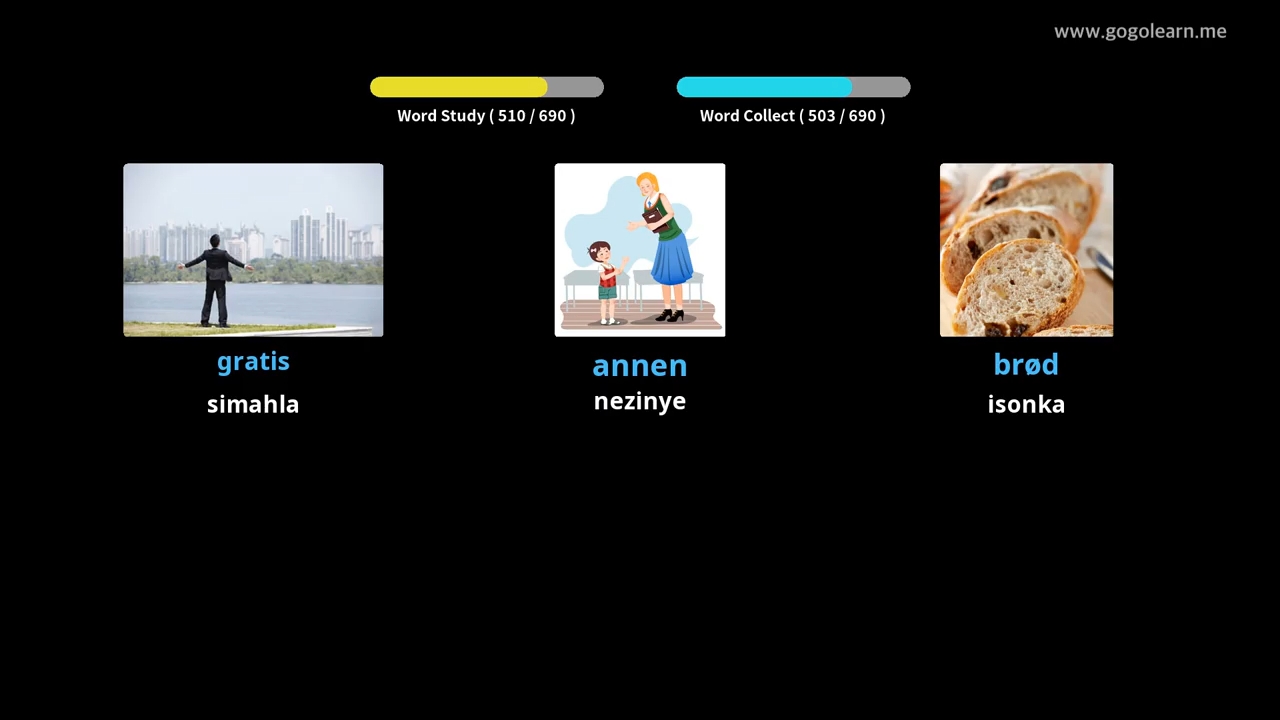 www.gogolearn.me
Word Study ( 510 / 690 )
Word Collect ( 503 / 690 )
gratis
simahla
annen
nezinye
brød
isonka